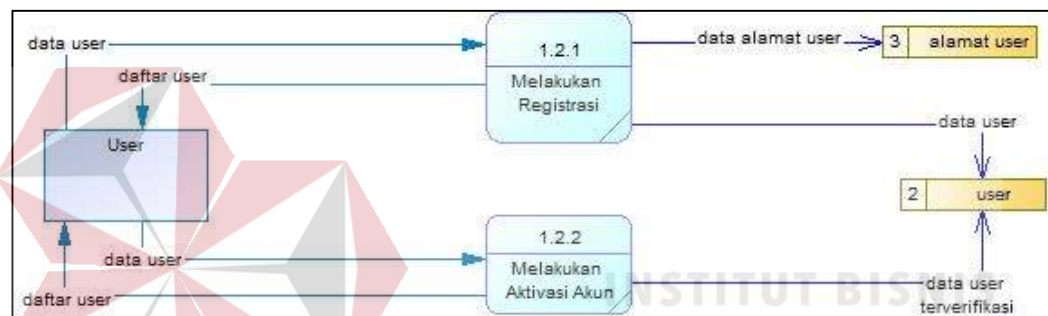 data user
1.2.1
Melakukan
Registrasi
data alamat user
3 alamat user
daftar user
User
data user
2 user
1.2.2
Melakukan
Aktivasi Akun
data user
daftar user
data user
terverifikasi
INSTITUT BISNIS